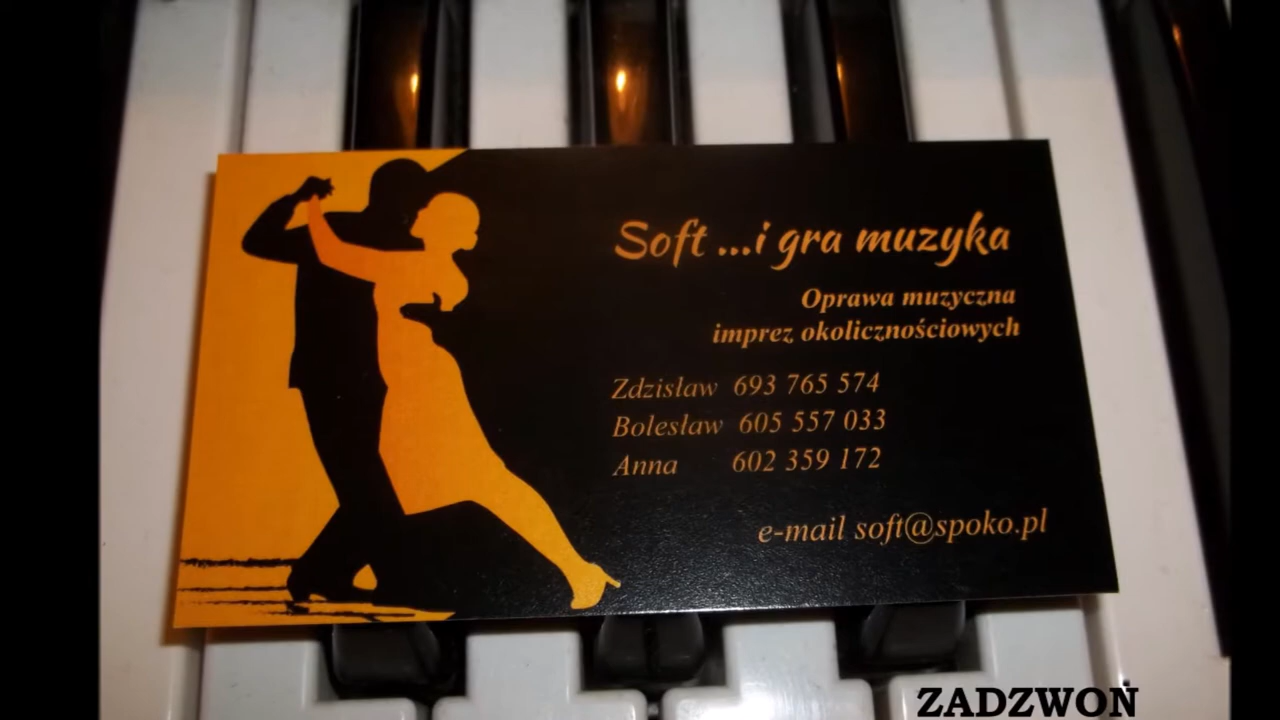 Soft ...i gra muzyka
Oprawa muzyczna
imprez okolicznościowych
Zdzisław 693 765 574
Bolesław 605 557 033
Anna 602 359 172
e-mail soft@spoko.pl
ZADZWOŃ